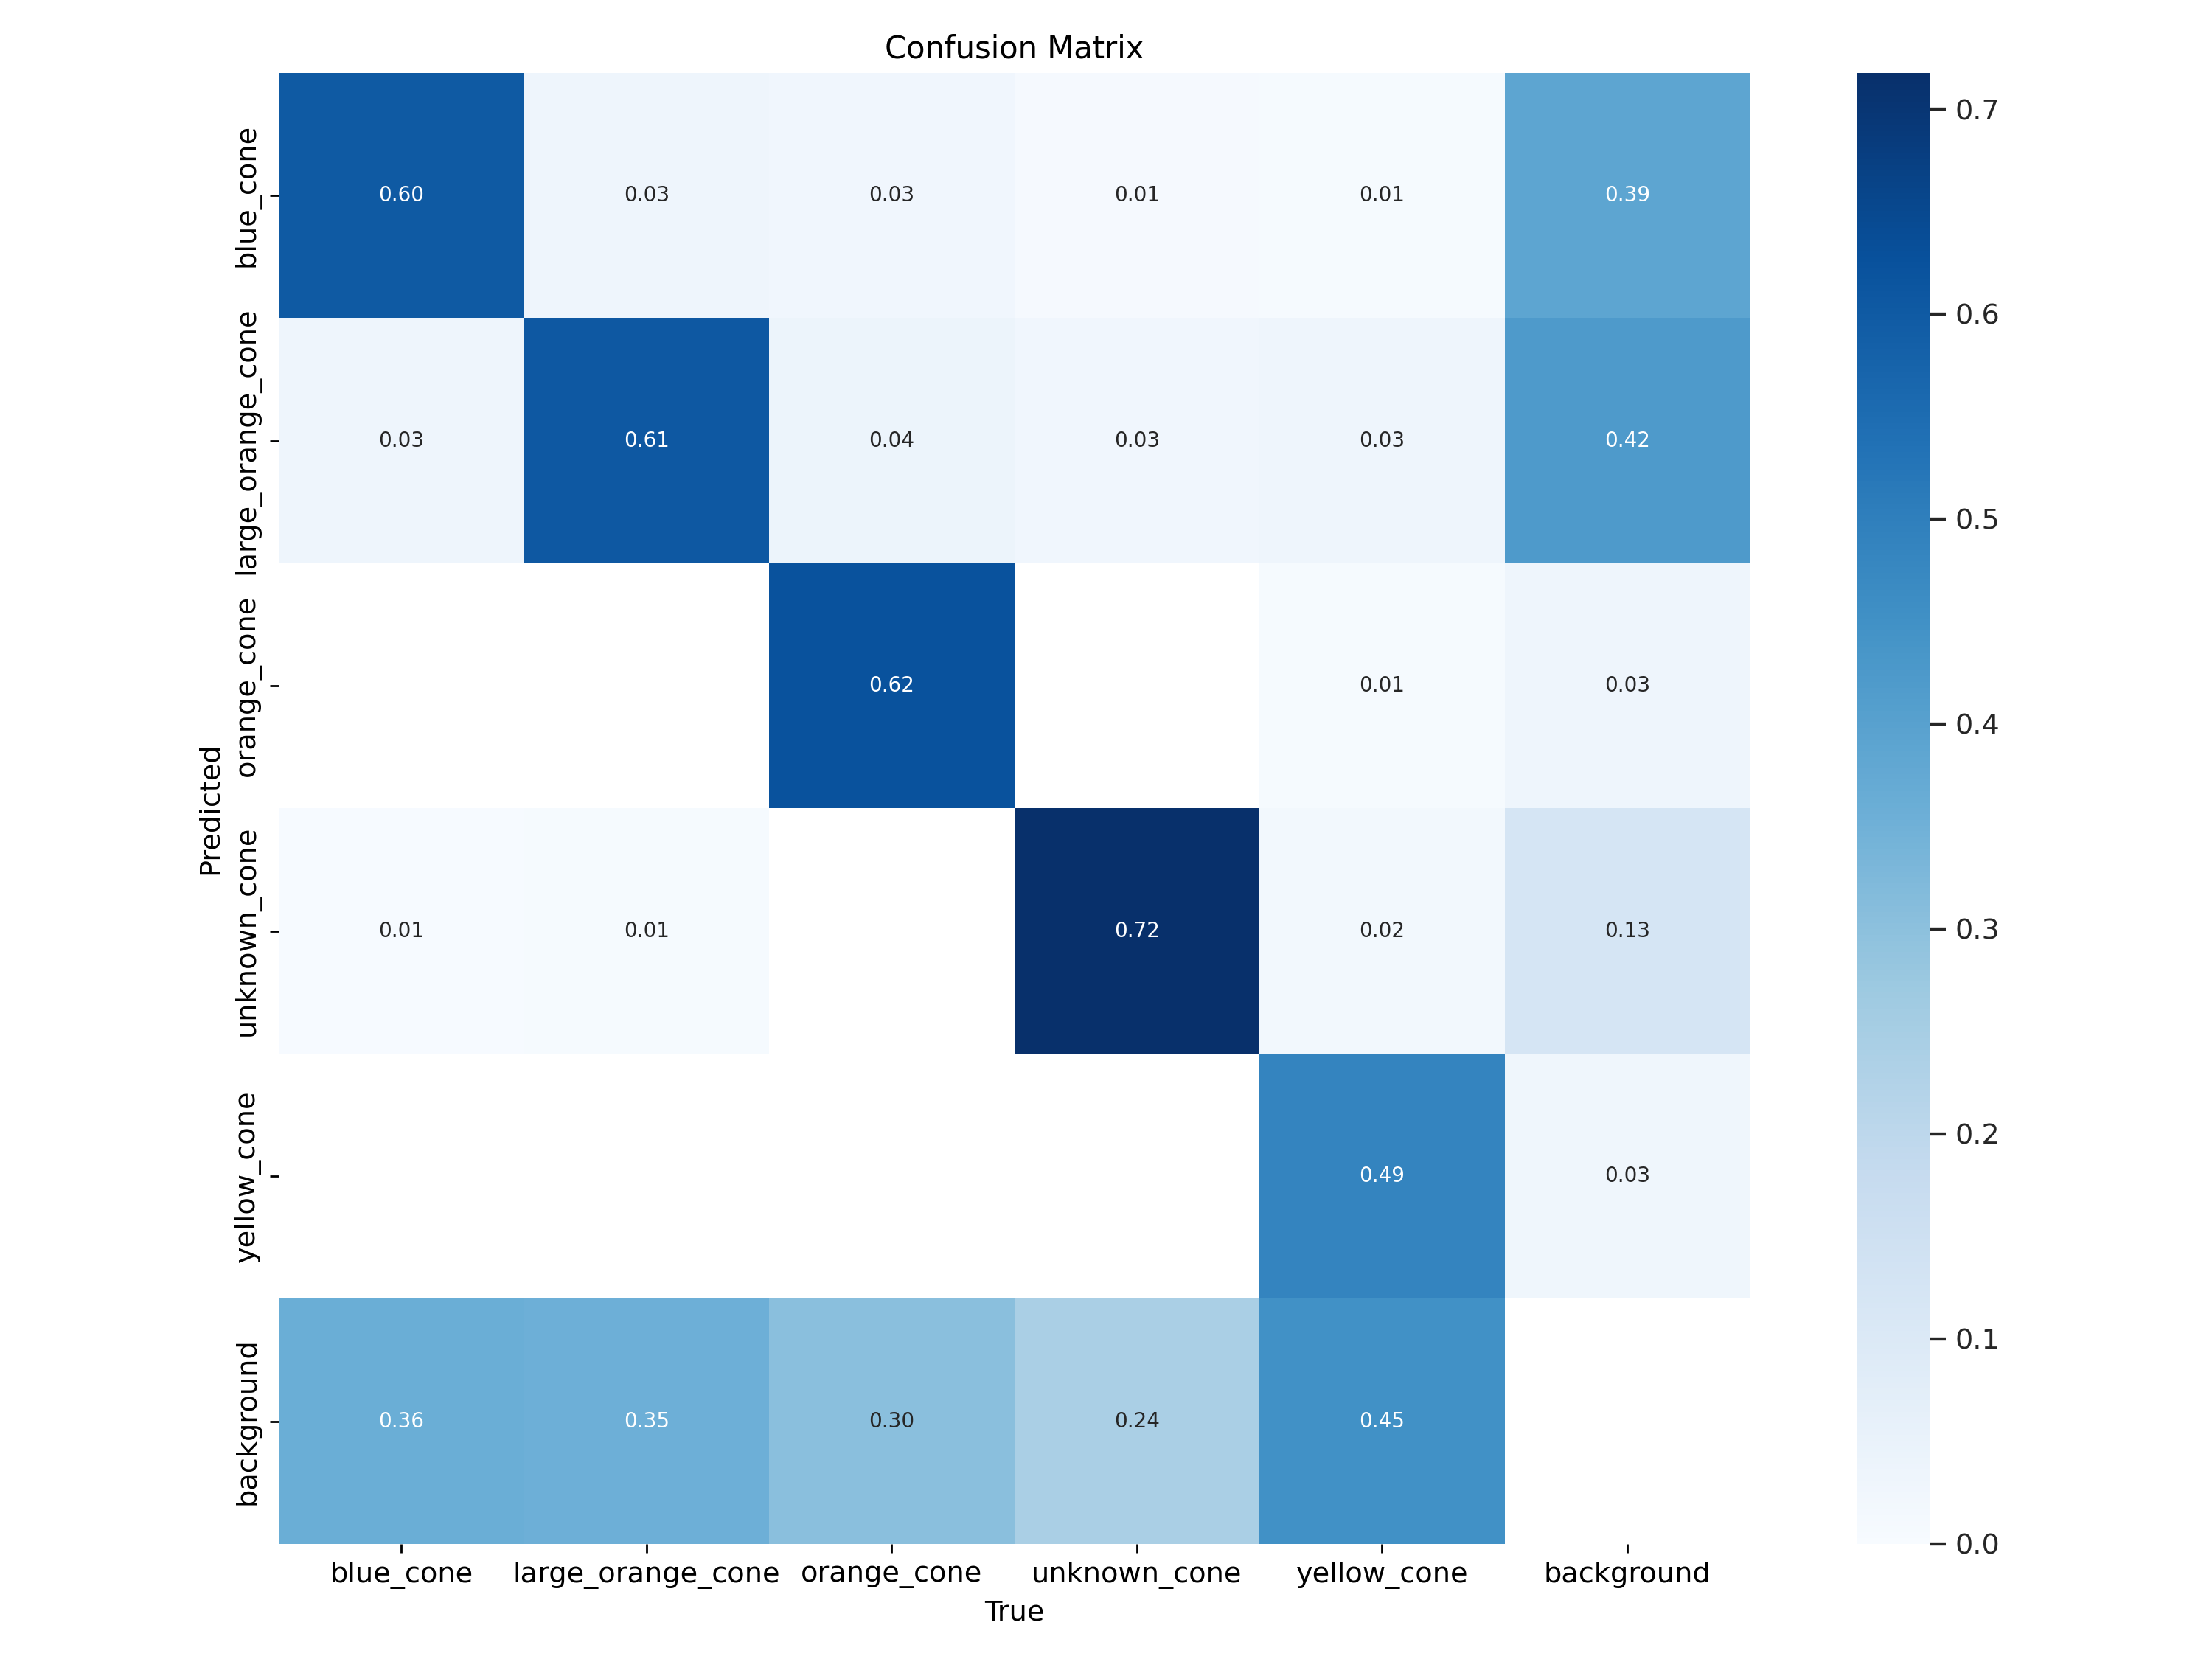 Confusion Matrix
blue_cone
0.60 0.03 0.03 0.01 0.01 0.39
large_orange_cone
0.03 0.61 0.04 0.03 0.03 0.42
orange_cone
0.62 0.01 0.03
unknown_cone
0.01 0.01 0.72 0.02 0.13
yellow_cone
0.49 0.03
background
0.36 0.35 0.30 0.24 0.45
Predicted
blue_cone large_orange_cone orange_cone unknown_cone yellow_cone background
True
0.7
0.6
0.5
0.4
0.3
0.2
0.1
0.0